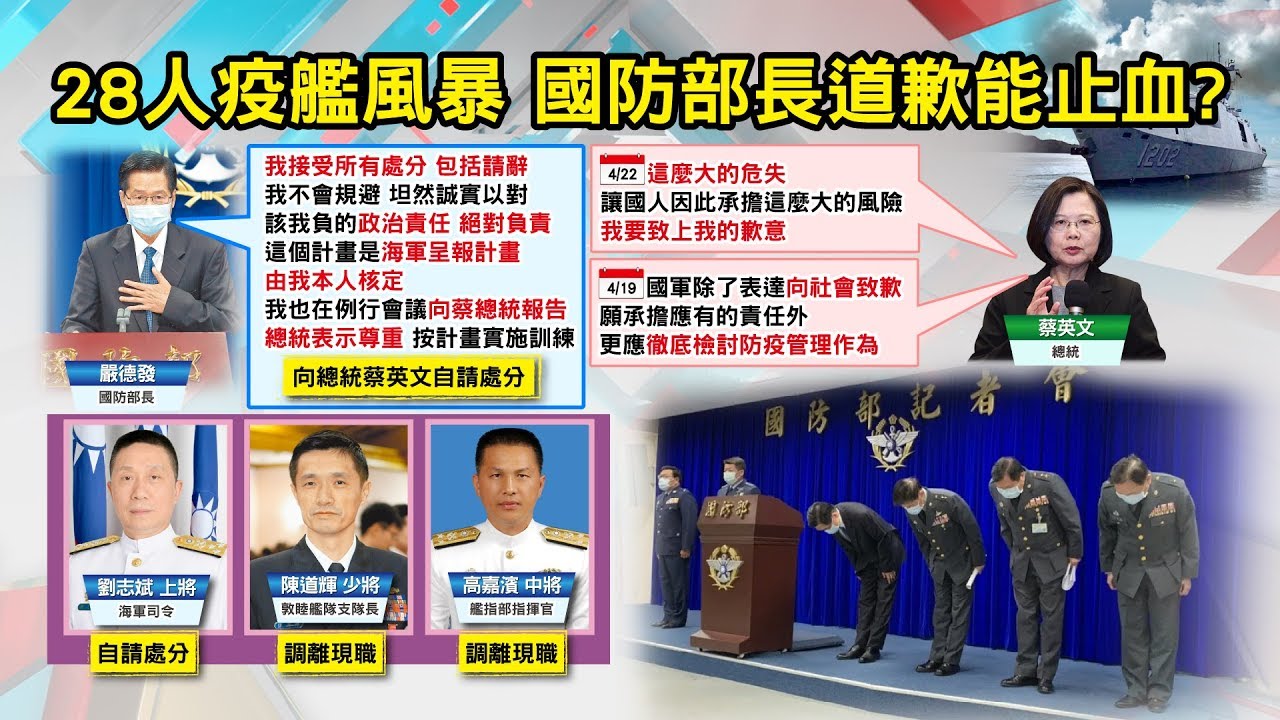 28人疫艦風暴 國防部長道歉能止血?
我接受所有處分 包括請辭
我不會規避 坦然誠實以對
該我負的政治責任 絕對負責
這個計畫是海軍呈報計畫
由我本人核定
我也在例行會議向蔡總統報告
總統表示尊重 按計畫實施訓練
向總統蔡英文自請處分
嚴德發
國防部長
4/22 這麼大的危失
讓國人因此承擔這麼大的風險
我要致上我的歉意
4/19 國軍除了表達向社會致歉
願承擔應有的責任外
更應徹底檢討防疫管理作為
蔡英文
總統
1202
劉志斌 上將
海軍司令
自請處分
陳道輝 少將
敦睦艦隊支隊長
調離現職
高嘉濱 中將
艦指部指揮官
調離現職
國防部記者會
國防部